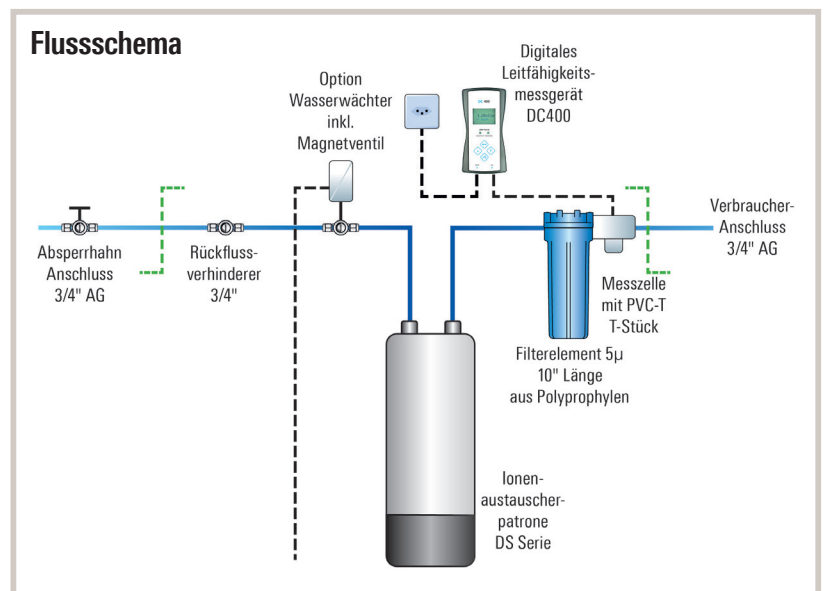 Flussschema
Option
Wasserwächter
inkl.
Magnetventil
Digitales
Leitfähigkeits-
messgerät
DC400
Absperrhahn
Anschluss
3/4" AG
Rückfluss-
verhinderer
3/4"
Verbraucher-
Anschluss
3/4" AG
Messzelle
mit PVC-T
T-Stück
Filterelement 5µ
10" Länge
aus Polyprophylen
Ionen-
austauscher-
patrone
DS Serie